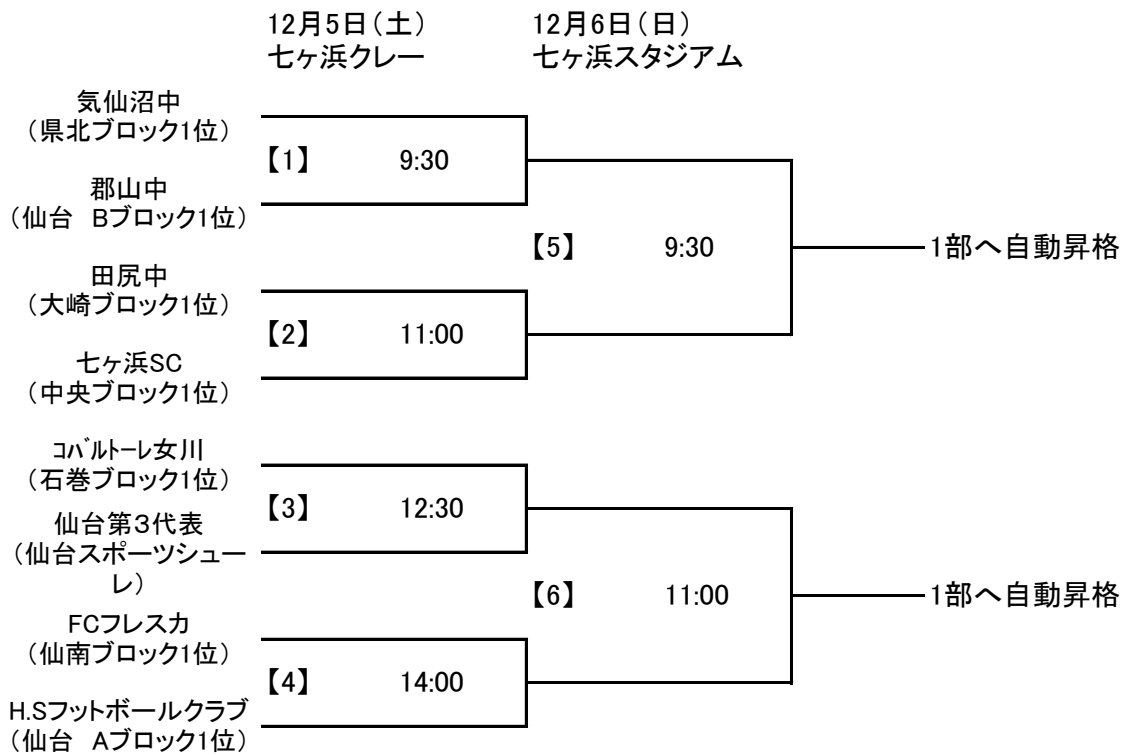 12月5日（土）
七ヶ浜クレー
12月6日（日）
七ヶ浜スタジアム
気仙沼中
（県北ブロック1位）
【1】 9:30
郡山中
（仙台　Bブロック1位）
【5】 9:30
1部へ自動昇格
田尻中
（大崎ブロック1位）
【2】 11:00
七ヶ浜SC
（中央ブロック1位）
ｺﾊﾞﾙﾄｰﾚ女川
（石巻ブロック1位）
【3】 12:30
仙台第３代表
（仙台スポーツシュー
レ）
【6】 11:00
1部へ自動昇格
FCフレスカ
（仙南ブロック1位）
【4】 14:00
H.Sフットボールクラブ
（仙台　Aブロック1位）